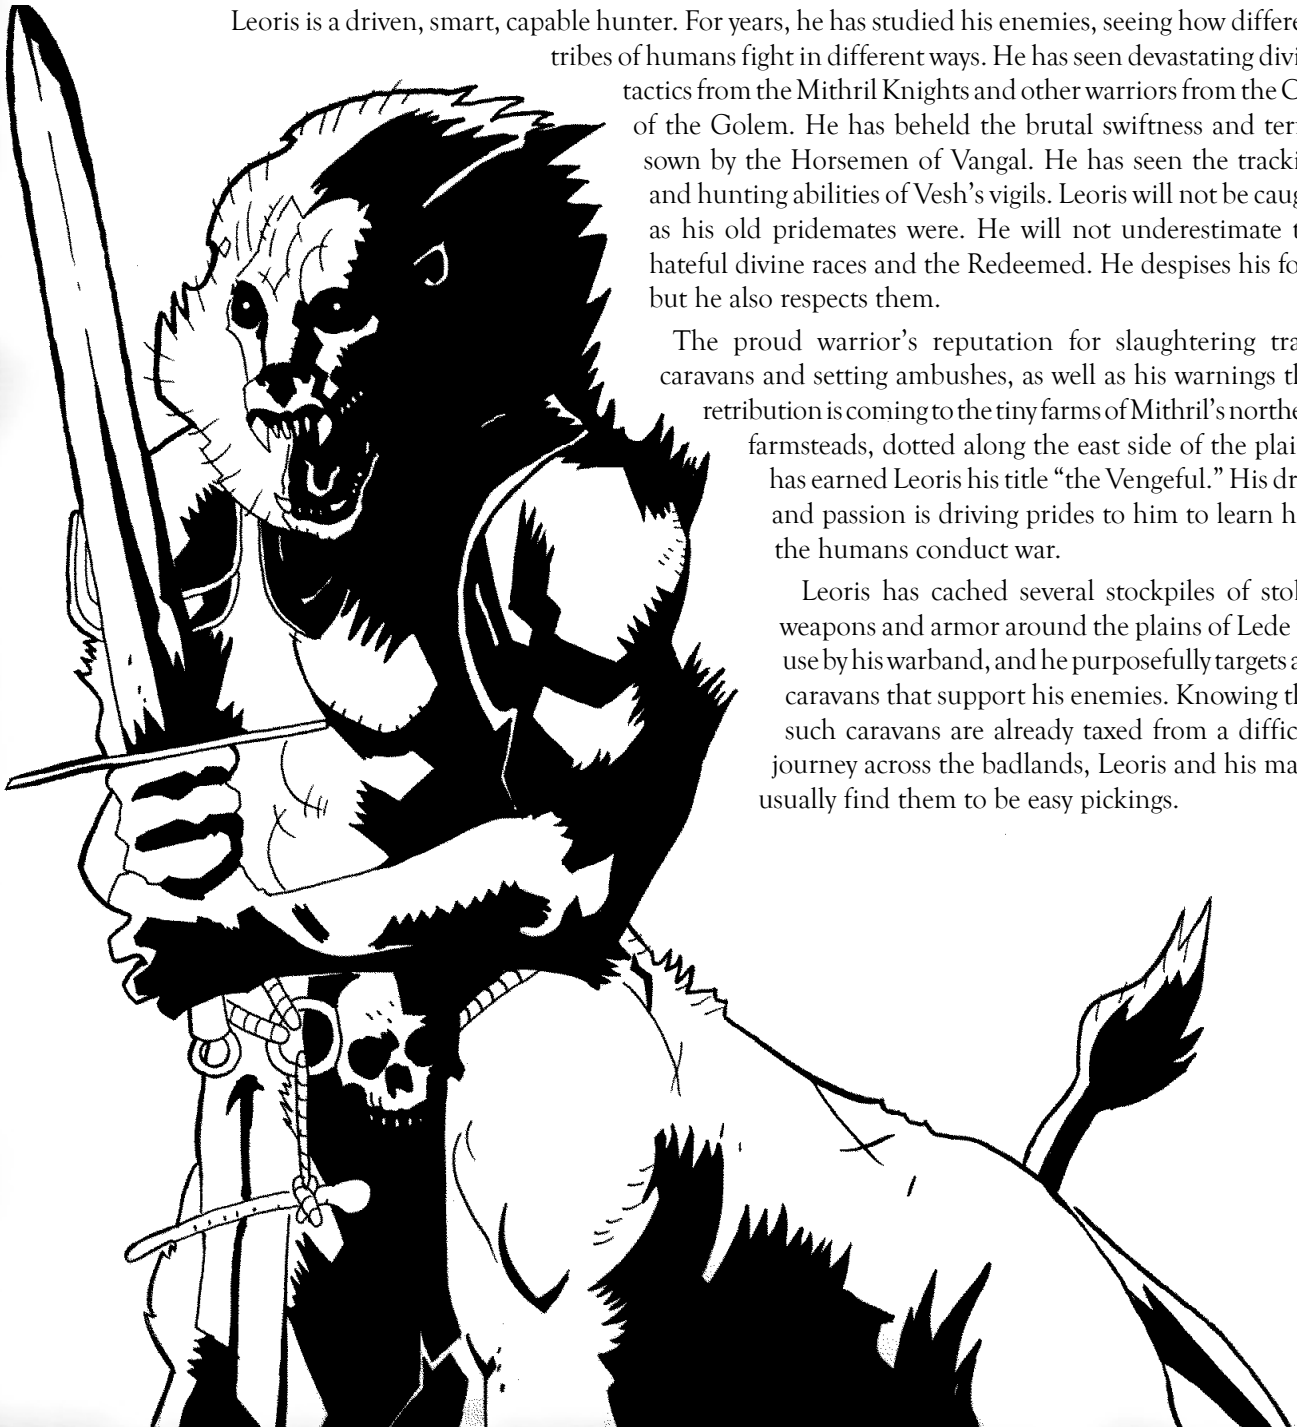 Leoris is a driven, smart, capable hunter. For years, he has studied his enemies, seeing how differe
tribes of humans fight in different ways. He has seen devastating divi
tactics from the Mithril Knights and other warriors from the C
of the Golem. He has beheld the brutal swiftness and terr
sown by the Horsemen of Vangal. He has seen the tracki
and hunting abilities of Vesh's vigils. Leoris will not be caug
as his old pridemates were. He will not underestimate t
hateful divine races and the Redeemed. He despises his fo
but he also respects them.
The proud warrior's reputation for slaughtering tra
caravans and setting ambushes, as well as his warnings th
retribution is coming to the tiny farms of Mithril's northe
farmsteads, dotted along the east side of the plai
has earned Leoris his title “the Vengeful.” His dri
and passion is driving prides to him to learn h
the humans conduct war.
Leoris has cached several stockpiles of stol
weapons and armor around the plains of Lede
use by his warband, and he purposefully targets a
caravans that support his enemies. Knowing th
such caravans are already taxed from a diffic
journey across the badlands, Leoris and his ma
usually find them to be easy pickings.